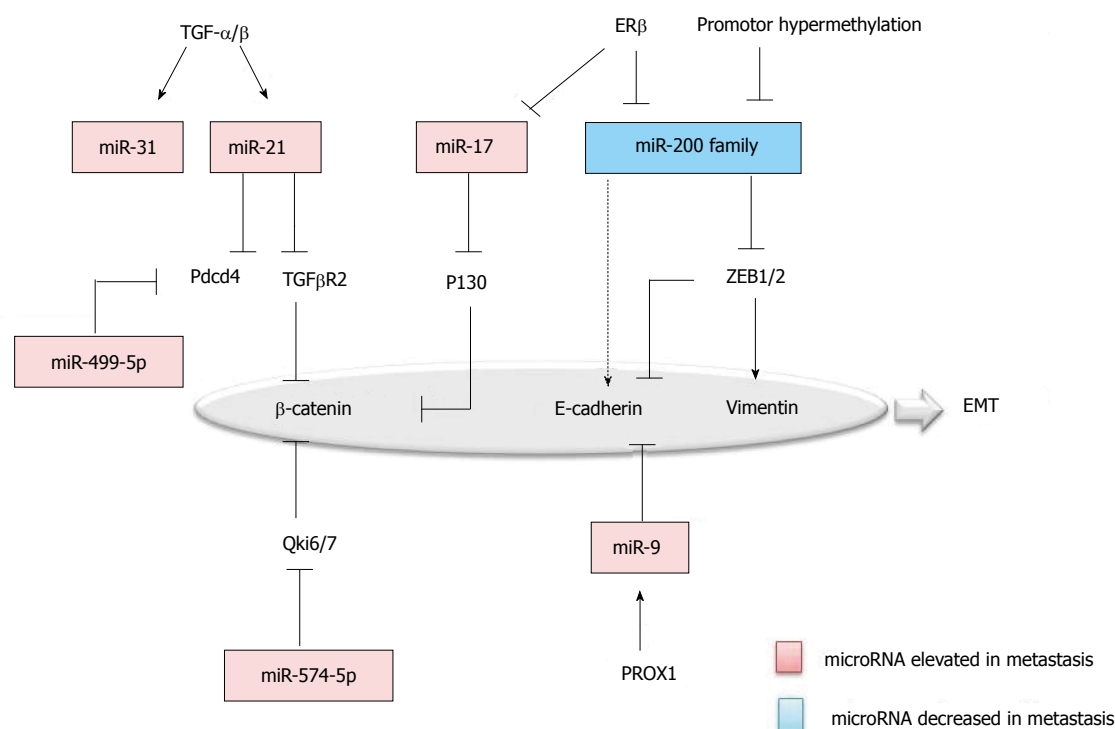 TGF-α/β
ERβ
Promotor hypermethylation
miR-31
miR-21
miR-17
miR-200 family
Pdcd4
TGFβR2
P130
ZEB1/2
miR-499-5p
β-catenin
E-cadherin
Vimentin
EMT
Qki6/7
miR-9
miR-574-5p
PROX1
microRNA elevated in metastasis
microRNA decreased in metastasis